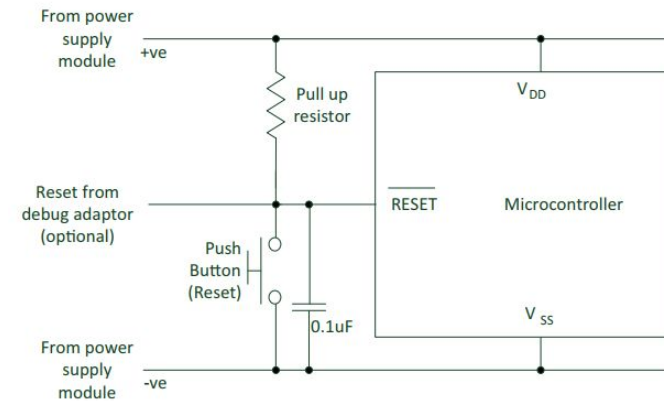 From power
supply
module
+ve
Pull up
resistor
V DD
Reset from
debug adaptor
(optional)
RESET
Microcontroller
Push
Button
(Reset)
0.1uF
V SS
From power
supply
module
-ve